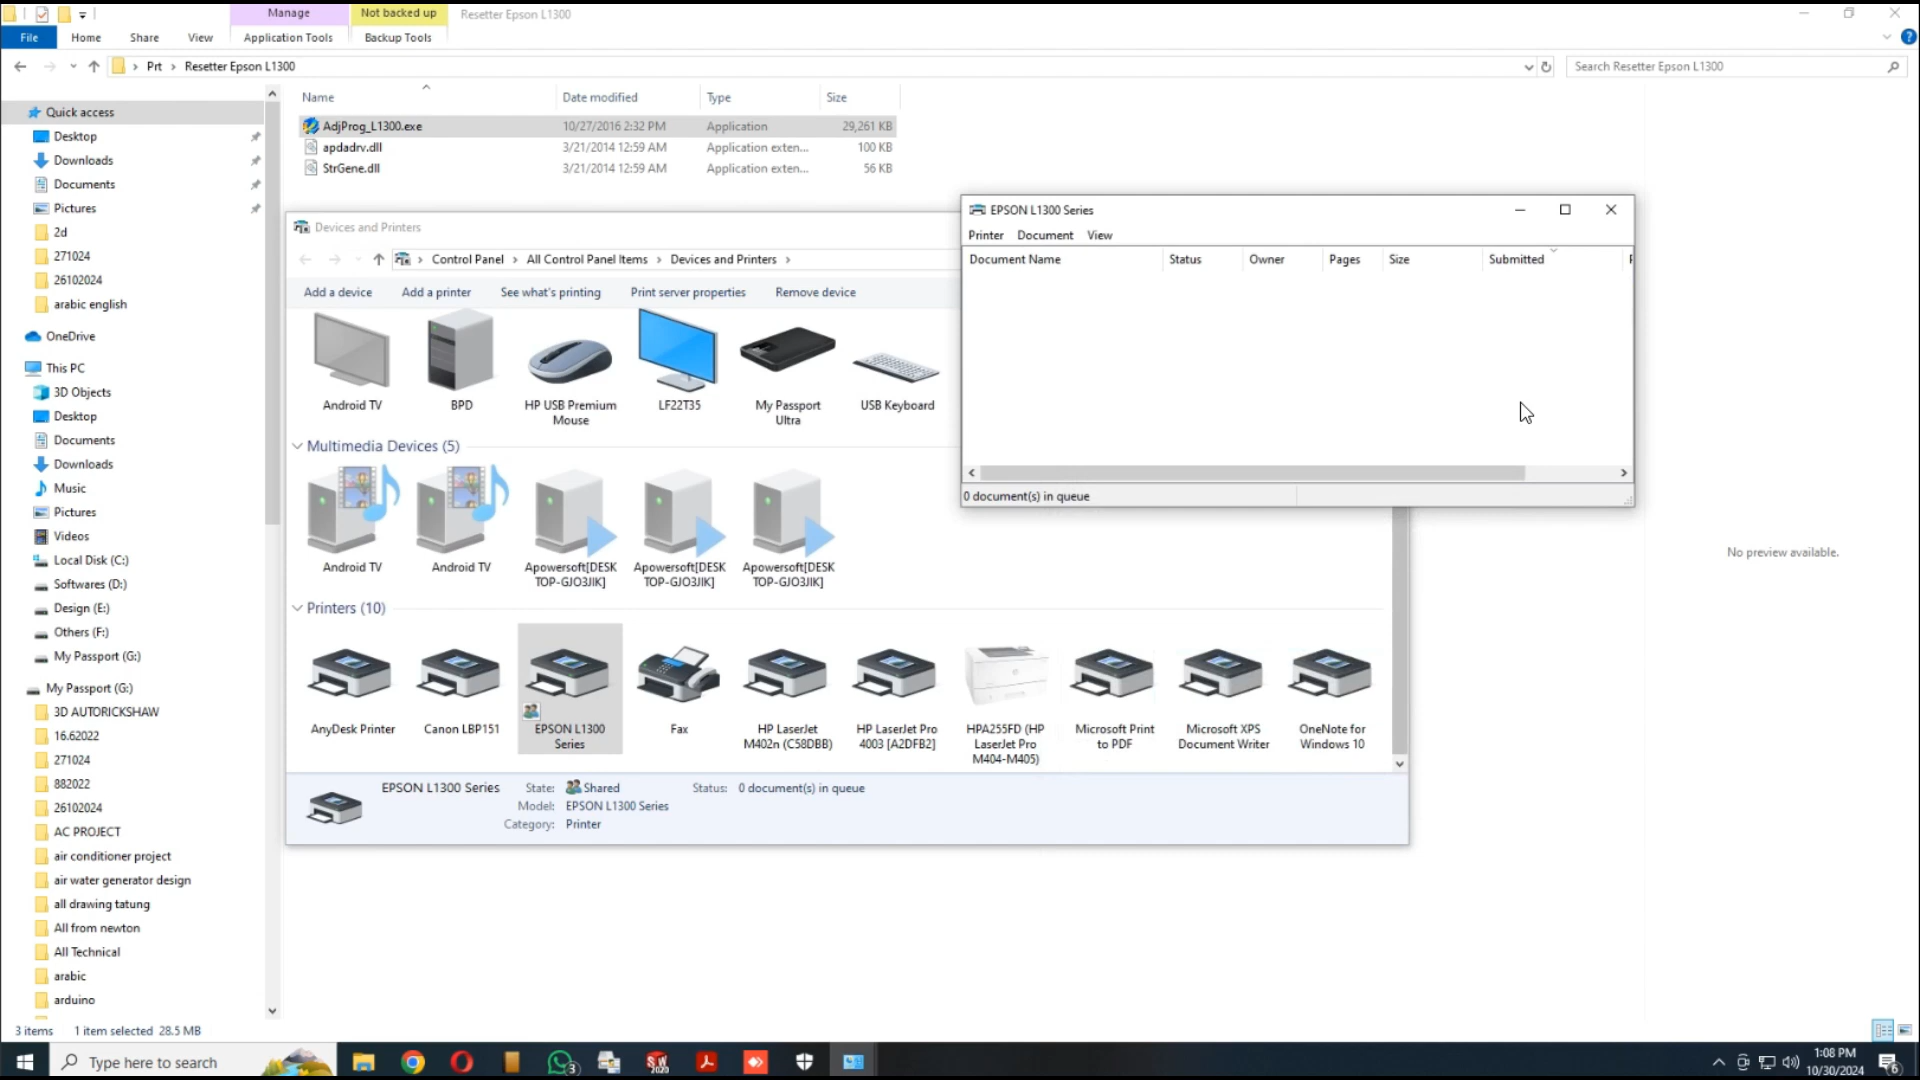 Manage
Not backed up
Resetter Epson L1300
File
Home
Share
View
Application Tools
Backup Tools
Prt
Resetter Epson L1300
Search Resetter Epson L1300
Name
Date modified
Type
Size
AdjProg_L1300.exe
10/27/2016 2:32 PM
Application
29,261 KB
apdadrv.dll
3/21/2014 12:59 AM
Application exten...
100 KB
StrGene.dll
3/21/2014 12:59 AM
Application exten...
56 KB
Quick access
Desktop
Downloads
Documents
Pictures
2d
271024
26102024
arabic english
OneDrive
This PC
3D Objects
Desktop
Documents
Downloads
Music
Pictures
Videos
Local Disk (C:)
Softwares (D:)
Design (E:)
Others (F:)
My Passport (G:)
My Passport (G:)
3D AUTORICKSHAW
16.62022
271024
882022
26102024
AC PROJECT
air conditioner project
air water generator design
all drawing tatung
All from newton
All Technical
arabic
arduino
Devices and Printers
Control Panel
All Control Panel Items
Devices and Printers
Add a device
Add a printer
See what's printing
Print server properties
Remove device
Android TV
BPD
HP USB Premium
Mouse
LF22T35
My Passport
Ultra
USB Keyboard
Multimedia Devices (5)
Android TV
Android TV
Apowersoft[DESK
TOP-GJO3JIK]
Apowersoft[DESK
TOP-GJO3JIK]
Apowersoft[DESK
TOP-GJO3JIK]
Printers (10)
AnyDesk Printer
Canon LBP151
EPSON L1300
Series
Fax
HP LaserJet
M402n (C58DBB)
HP LaserJet Pro
4003 [A2DFB2]
HPA255FD (HP
LaserJet Pro
M404-M405)
Microsoft Print
to PDF
Microsoft XPS
Document Writer
OneNote for
Windows 10
EPSON L1300 Series
State:
Shared
Status:
0 document(s) in queue
Model:
EPSON L1300 Series
Category:
Printer
EPSON L1300 Series
Printer
Document
View
Document Name
Status
Owner
Pages
Size
Submitted
0 document(s) in queue
No preview available.
3 items
1 item selected 28.5 MB
Type here to search
1:08 PM
10/30/2024